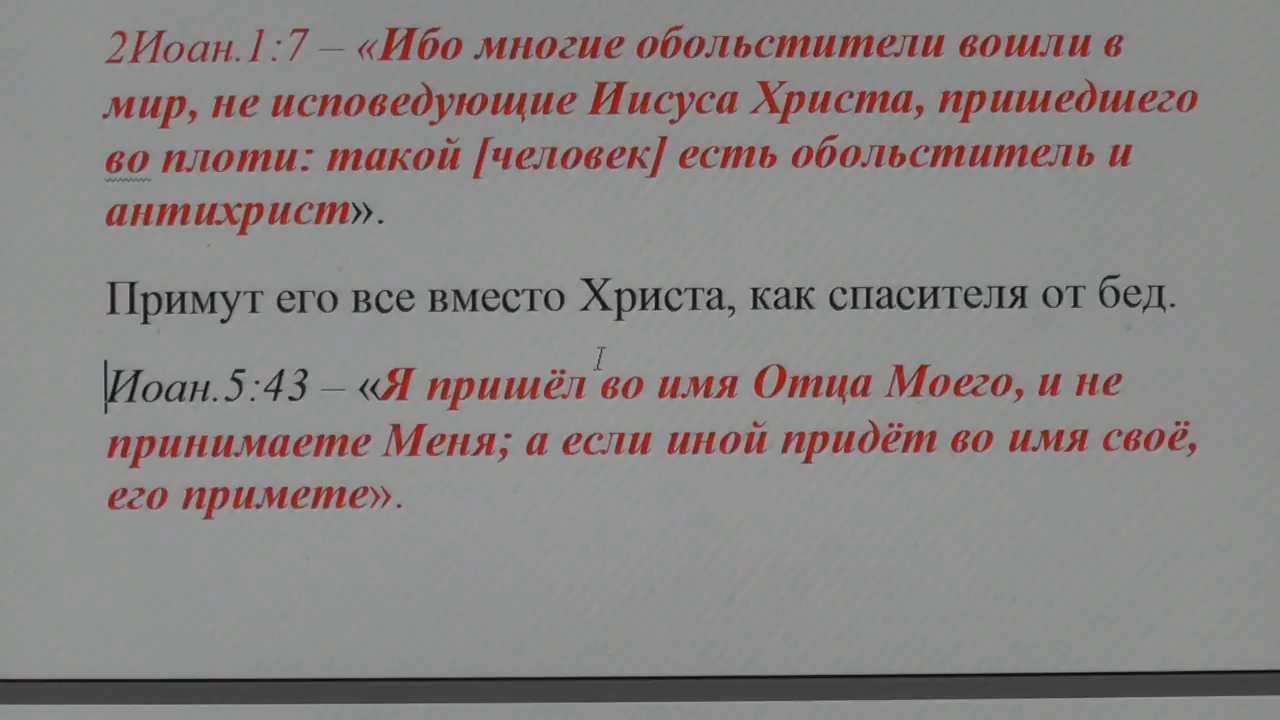 2Иоан.1:7 – «Ибо многие обольстители вошли в
мир, не исповедующие Иисуса Христа, пришедшего
во плоти: такой [человек] есть обольститель и
антихрист».
Примут его все вместо Христа, как спасителя от бед.
Иоан.5:43 – «Я пришёл во имя Отца Моего, и не
принимаете Меня; а если иной придёт во имя своё,
его примете».